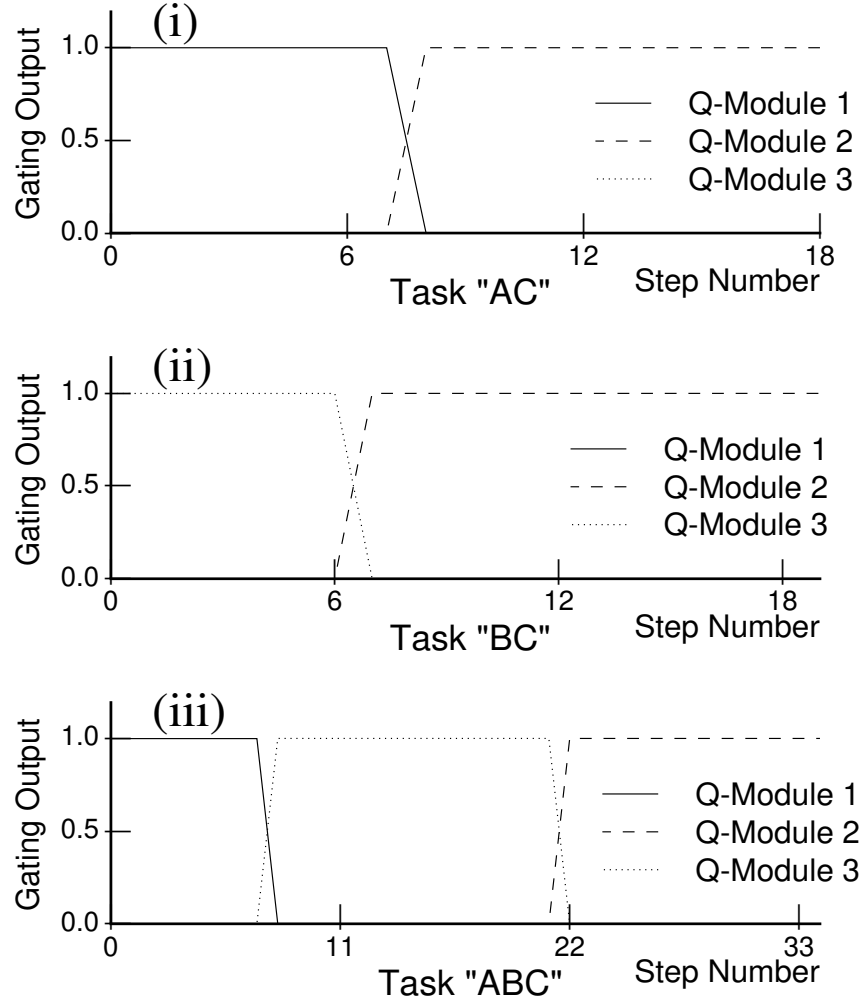 (i)
Gating Output
1.0
0.5
0.0
Q-Module 1
Q-Module 2
Q-Module 3
0 6 12 18
Task "AC"
Step Number
(ii)
Gating Output
1.0
0.5
0.0
Q-Module 1
Q-Module 2
Q-Module 3
0 6 12 18
Task "BC"
Step Number
(iii)
Gating Output
1.0
0.5
0.0
Q-Module 1
Q-Module 2
Q-Module 3
0 11 22 33
Task "ABC"
Step Number